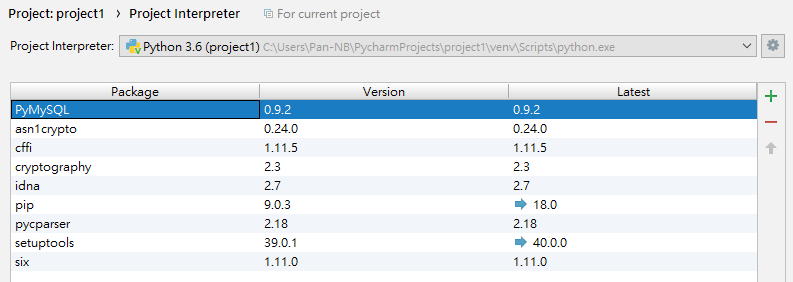 Project: project1 › Project Interpreter For current project
Project Interpreter: Python 3.6 (project1) C:\Users\Pan-NB\PycharmProjects\project1\venv\Scripts\python.exe
Package Version Latest
PyMySQL 0.9.2 0.9.2
asn1crypto 0.24.0 0.24.0
cffi 1.11.5 1.11.5
cryptography 2.3 2.3
idna 2.7 2.7
pip 9.0.3 18.0
pycparser 2.18 2.18
setuptools 39.0.1 40.0.0
six 1.11.0 1.11.0